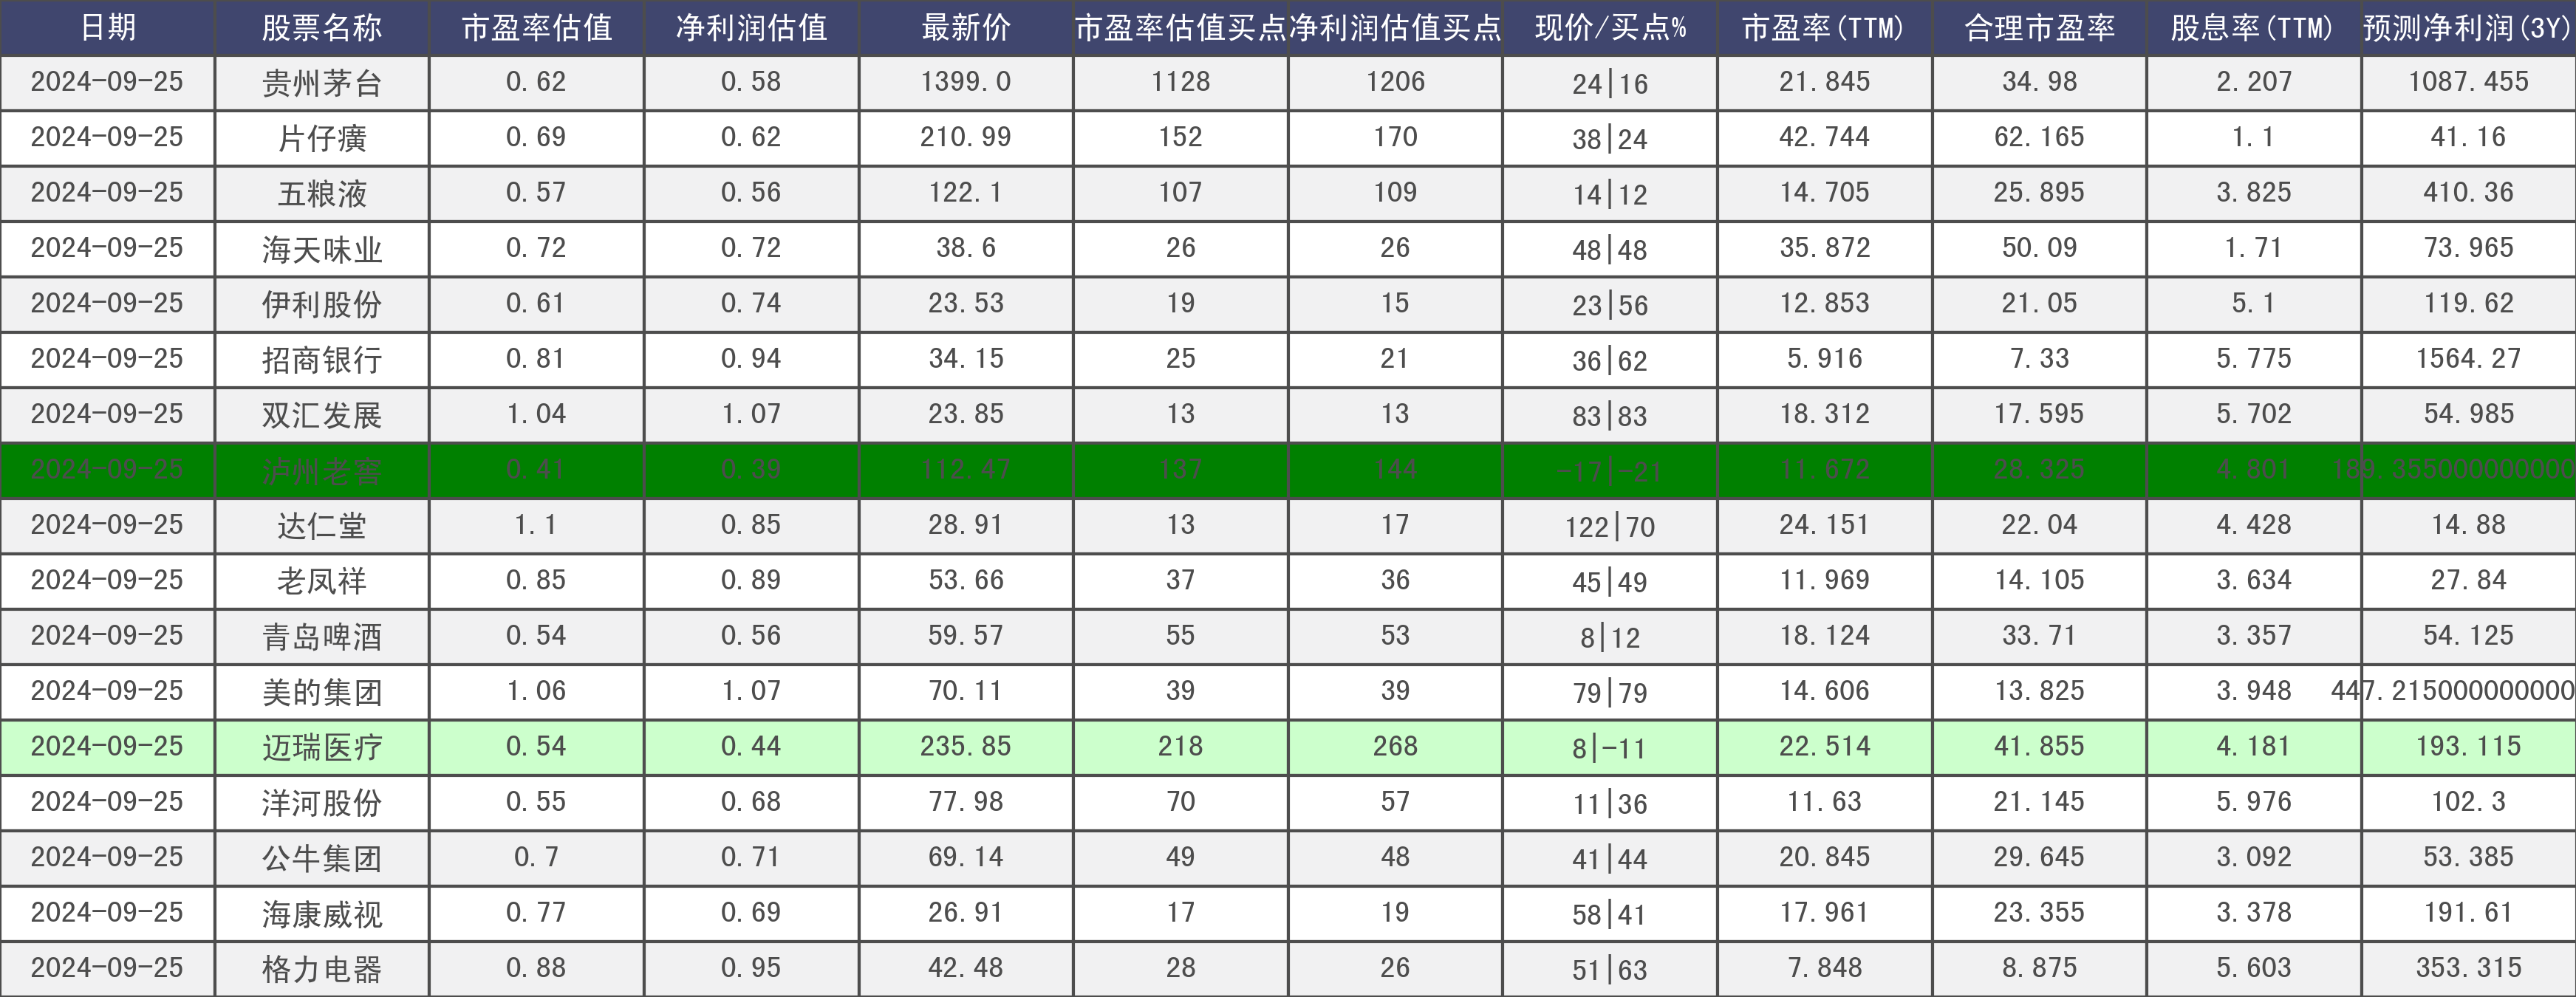 日期 股票名称 市盈率估值 净利润估值 最新价 市盈率估值买点 净利润估值买点 现价/买点% 市盈率(TTM) 合理市盈率 股息率(TTM) 预测净利润(3Y)
2024-09-25 贵州茅台 0.62 0.58 1399.0 1128 1206 24|16 21.845 34.98 2.207 1087.455
2024-09-25 片仔癀 0.69 0.62 210.99 152 170 38|24 42.744 62.165 1.1 41.16
2024-09-25 五粮液 0.57 0.56 122.1 107 109 14|12 14.705 25.895 3.825 410.36
2024-09-25 海天味业 0.72 0.72 38.6 26 26 48|48 35.872 50.09 1.71 73.965
2024-09-25 伊利股份 0.61 0.74 23.53 19 15 23|56 12.853 21.05 5.1 119.62
2024-09-25 招商银行 0.81 0.94 34.15 25 21 36|62 5.916 7.33 5.775 1564.27
2024-09-25 双汇发展 1.04 1.07 23.85 13 13 83|83 18.312 17.595 5.702 54.985
2024-09-25 泸州老窖 0.41 0.39 112.47 137 144 -17|-21 11.672 28.325 4.801 189.355000000000
2024-09-25 达仁堂 1.1 0.85 28.91 13 17 122|70 24.151 22.04 4.428 14.88
2024-09-25 老凤祥 0.85 0.89 53.66 37 36 45|49 11.969 14.105 3.634 27.84
2024-09-25 青岛啤酒 0.54 0.56 59.57 55 53 8|12 18.124 33.71 3.357 54.125
2024-09-25 美的集团 1.06 1.07 70.11 39 39 79|79 14.606 13.825 3.948 447.215000000000
2024-09-25 迈瑞医疗 0.54 0.44 235.85 218 268 8|-11 22.514 41.855 4.181 193.115
2024-09-25 洋河股份 0.55 0.68 77.98 70 57 11|36 11.63 21.145 5.976 102.3
2024-09-25 公牛集团 0.7 0.71 69.14 49 48 41|44 20.845 29.645 3.092 53.385
2024-09-25 海康威视 0.77 0.69 26.91 17 19 58|41 17.961 23.355 3.378 191.61
2024-09-25 格力电器 0.88 0.95 42.48 28 26 51|63 7.848 8.875 5.603 353.315